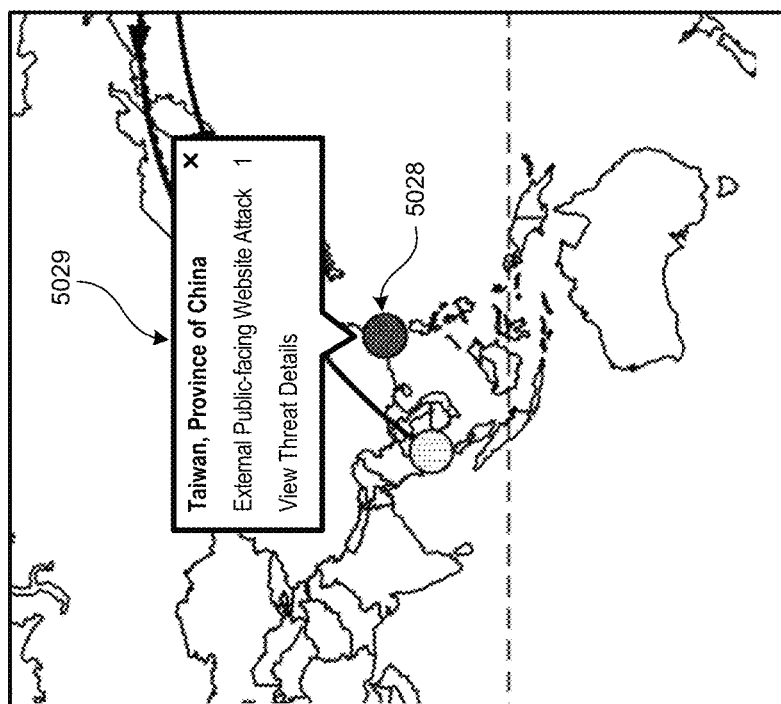 5029
Taiwan, Province of China X
External Public-facing Website Attack 1
View Threat Details
5028